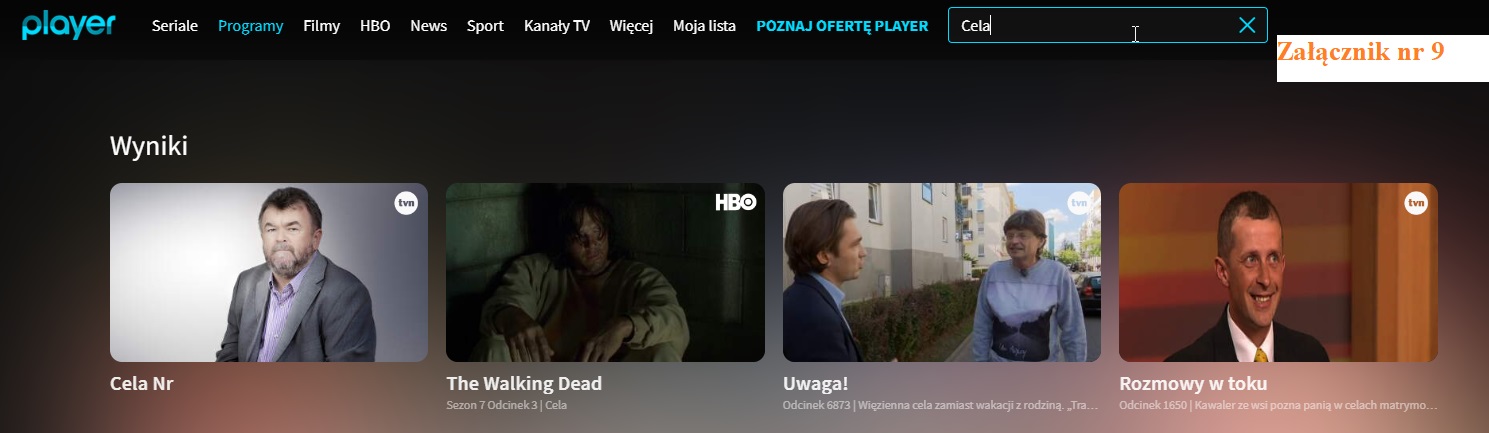 player Seriale Programy Filmy HBO News Sport Kanały TV Więcej Moja lista POZNAJ OFERTĘ PLAYER Cela
Załącznik nr 9
Wyniki
tvn HBO tvn tvn
Cela Nr The Walking Dead Uwaga! Rozmowy w toku
Sezon 7 Odcinek 3 | Cela Odcinek 6873 | Więzienna cela zamiast wakacji z rodziną. „Tra... Odcinek 1650 | Kawaler ze wsi pozna panią w celach matrymo...